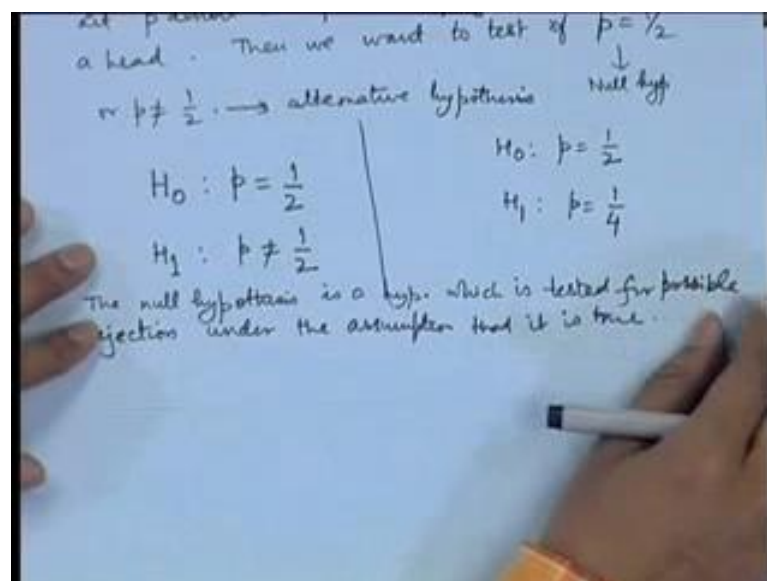 Let p
a head. Then we want to test if p = 1/2
↓
Null hyp
or p ≠ 1/2. → alternative hypothesis
H₀ : p = 1/2
H₁ : p ≠ 1/2
H₀ : p = 1/2
H₁ : p = 1/4
The null hypothesis is a hyp. which is tested for possible
ejection under the assumption that it is true.